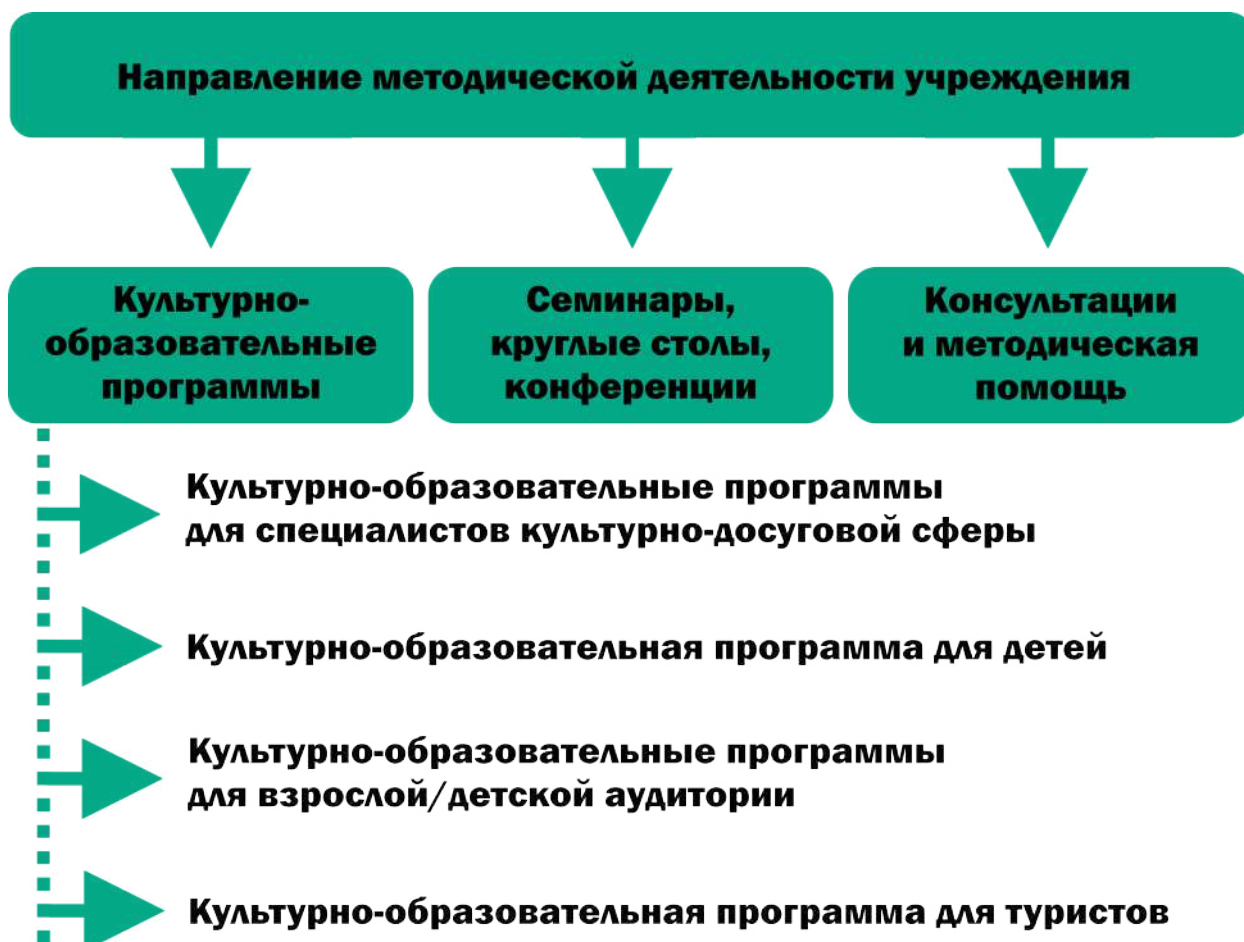 Направление методической деятельности учреждения
Культурно-
образовательные
программы
Семинары,
круглые столы,
конференции
Консультации
и методическая
помощь
Культурно-образовательные программы
для специалистов культурно-досуговой сферы
Культурно-образовательная программа для детей
Культурно-образовательные программы
для взрослой/детской аудитории
Культурно-образовательная программа для туристов